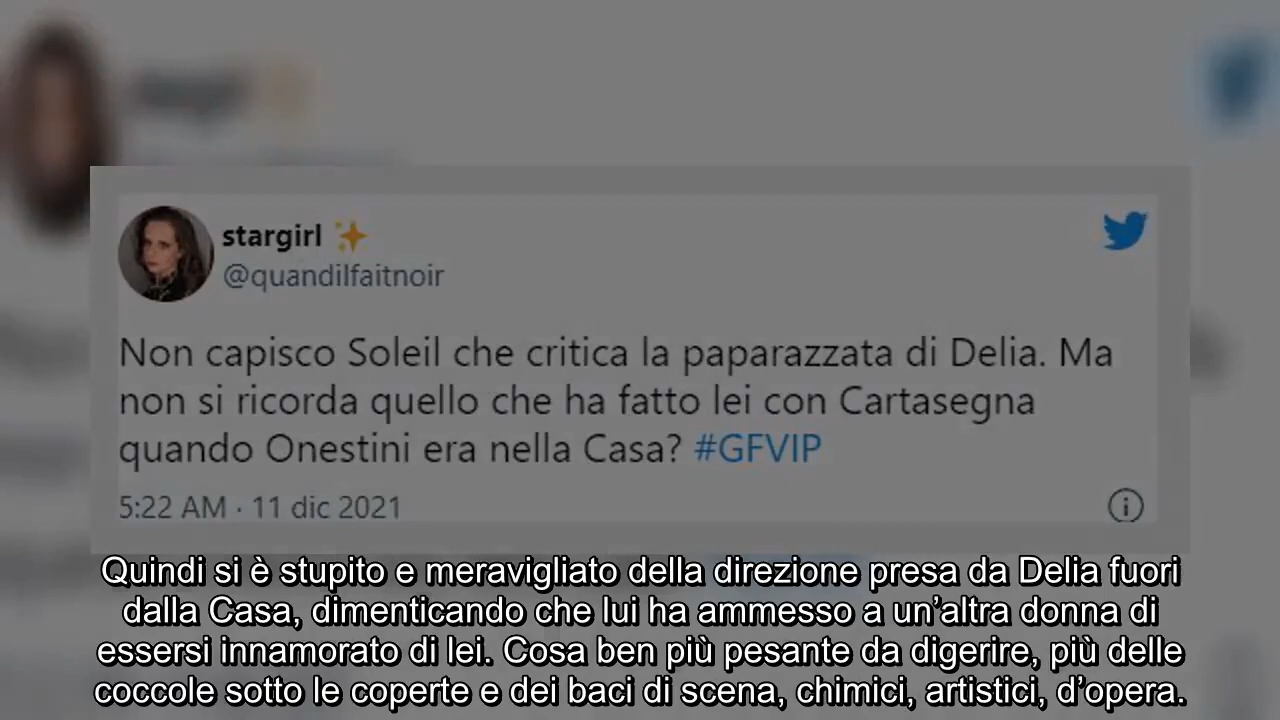 stargirl ✨
@quandilfaitnoir
Non capisco Soleil che critica la paparazzata di Delia. Ma
non si ricorda quello che ha fatto lei con Cartasegna
quando Onestini era nella Casa? #GFVIP
5:22 AM · 11 dic 2021
Quindi si è stupito e meravigliato della direzione presa da Delia fuori
dalla Casa, dimenticando che lui ha ammesso a un’altra donna di
essersi innamorato di lei. Cosa ben più pesante da digerire, più delle
coccole sotto le coperte e dei baci di scena, chimici, artistici, d’opera.